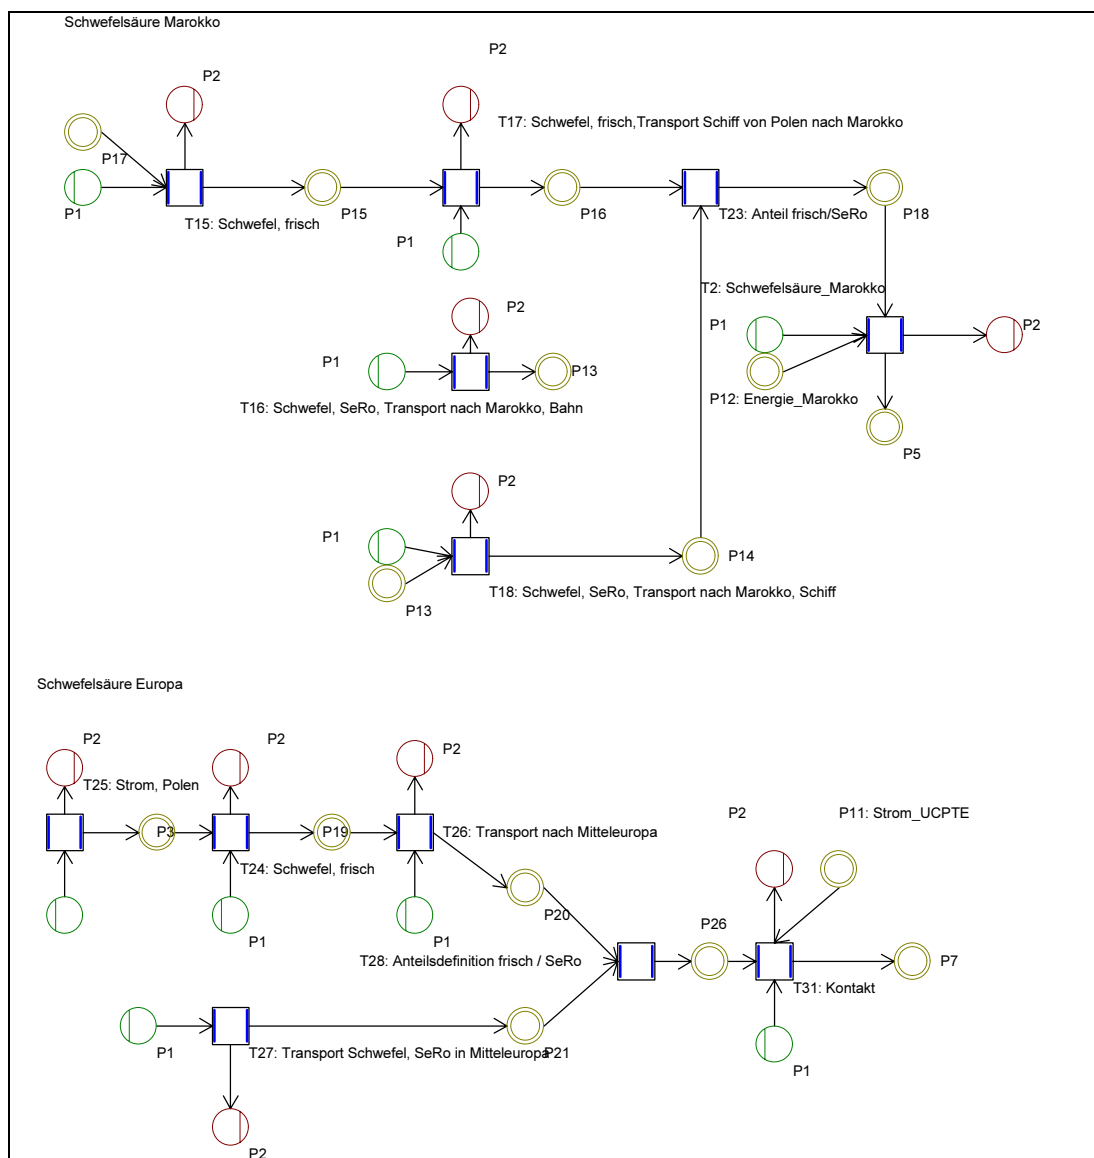 Schwefelsäure Marokko
P2
P2
T17: Schwefel, frisch,Transport Schiff von Polen nach Marokko
P17
P1
P15
P16
P18
T15: Schwefel, frisch
T23: Anteil frisch/SeRo
P1
T2: Schwefelsäure_Marokko
P2
P1
P2
P1
P13
P12: Energie_Marokko
T16: Schwefel, SeRo, Transport nach Marokko, Bahn
P5
P2
P1
P14
T18: Schwefel, SeRo, Transport nach Marokko, Schiff
P13
Schwefelsäure Europa
P2
P2
P2
T25: Strom, Polen
P2
P11: Strom_UCPTE
P3
P19
T26: Transport nach Mitteleuropa
T24: Schwefel, frisch
P20
P1
P1
P26
T28: Anteilsdefinition frisch / SeRo
P7
T31: Kontakt
P1
T27: Transport Schwefel, SeRo in Mitteleuropa
P21
P1
P2